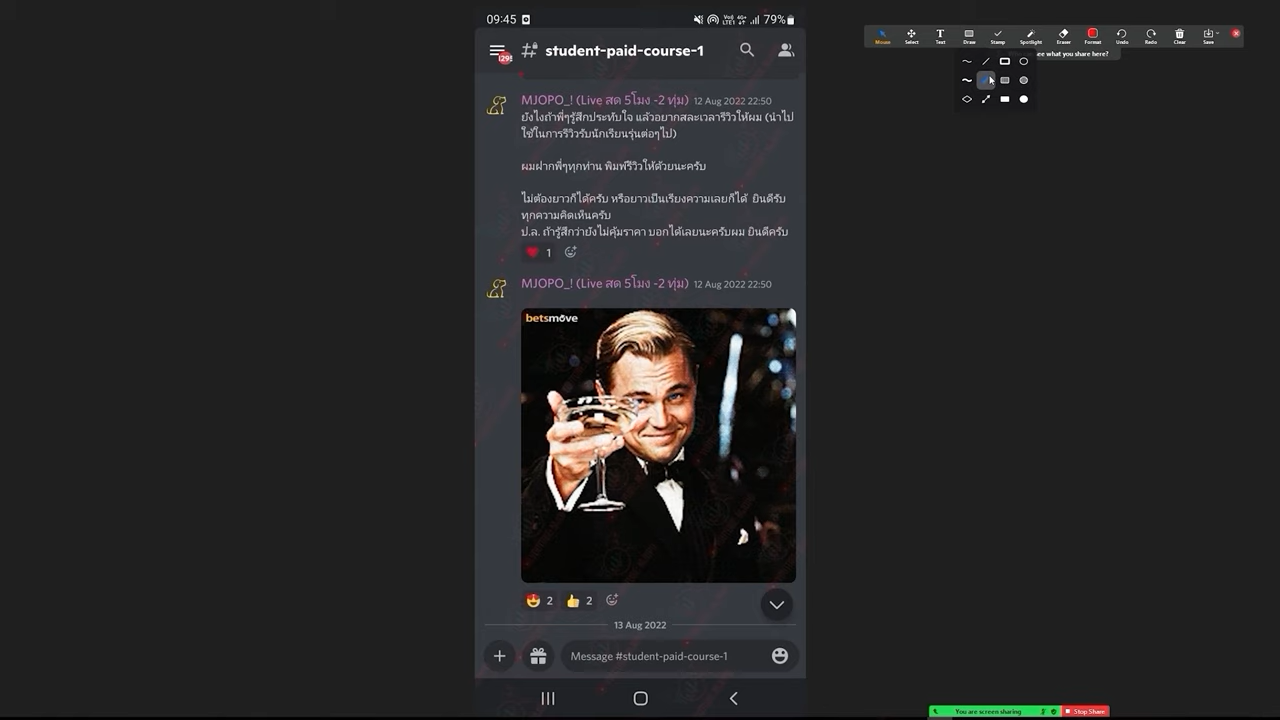 09:45
79%
Mouse
Select
Text
Draw
Stamp
Spotlight
Eraser
Format
Undo
Redo
Clear
Save
see what you share here?
# student-paid-course-1
MJOPO_! (Live สด 5โมง -2 ทุ่ม) 12 Aug 2022 22:50
ยังไงถ้าพี่ๆรู้สึกประทับใจ แล้วอยากสละเวลารีวิวให้ผม (นำไป
ใช้ในการรีวิวรับนักเรียนรุ่นต่อๆไป)
ผมฝากพี่ๆทุกท่าน พิมพ์รีวิวให้ด้วยนะครับ
ไม่ต้องยาวก็ได้ครับ หรือยาวเป็นเรียงความเลยก็ได้ ยินดีรับ
ทุกความคิดเห็นครับ
ป.ล. ถ้ารู้สึกว่ายังไม่คุ้มราคา บอกได้เลยนะครับผม ยินดีครับ
1
MJOPO_! (Live สด 5โมง -2 ทุ่ม) 12 Aug 2022 22:50
betsmove
2
2
13 Aug 2022
Message #student-paid-course-1
You are screen sharing
Stop Share